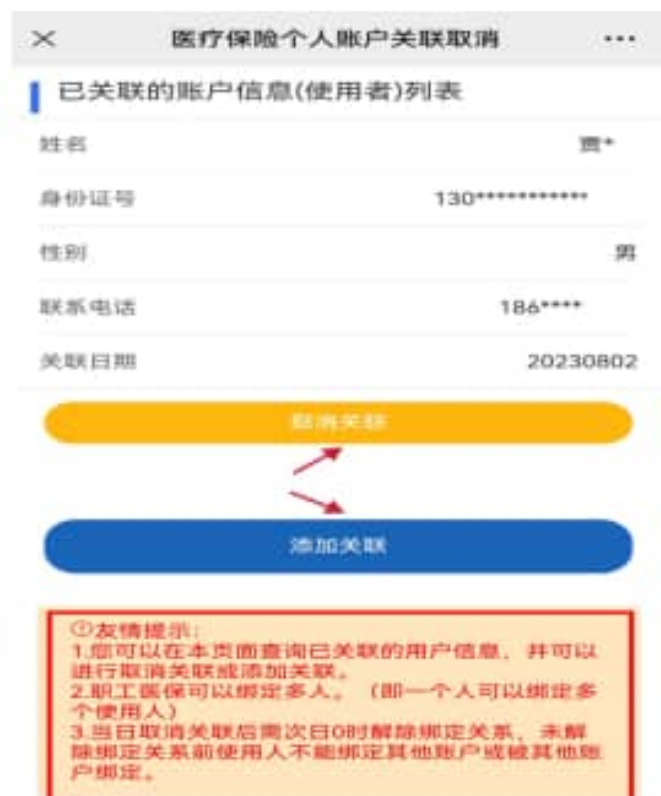 × 医疗保险个人账户关联取消 ···
已关联的账户信息(使用者)列表
姓名 贾*
身份证号 130***********
性别 男
联系电话 186****
关联日期 20230802
取消关联
添加关联
①友情提示:
1.您可以在本页面查询已关联的用户信息，并可以
进行取消关联或添加关联。
2.职工医保可以绑定多人。（即一个人可以绑定多
个使用人）
3.当日取消关联后需次日0时解除绑定关系，未解
除绑定关系前使用人不能绑定其他账户或被其他账
户绑定。